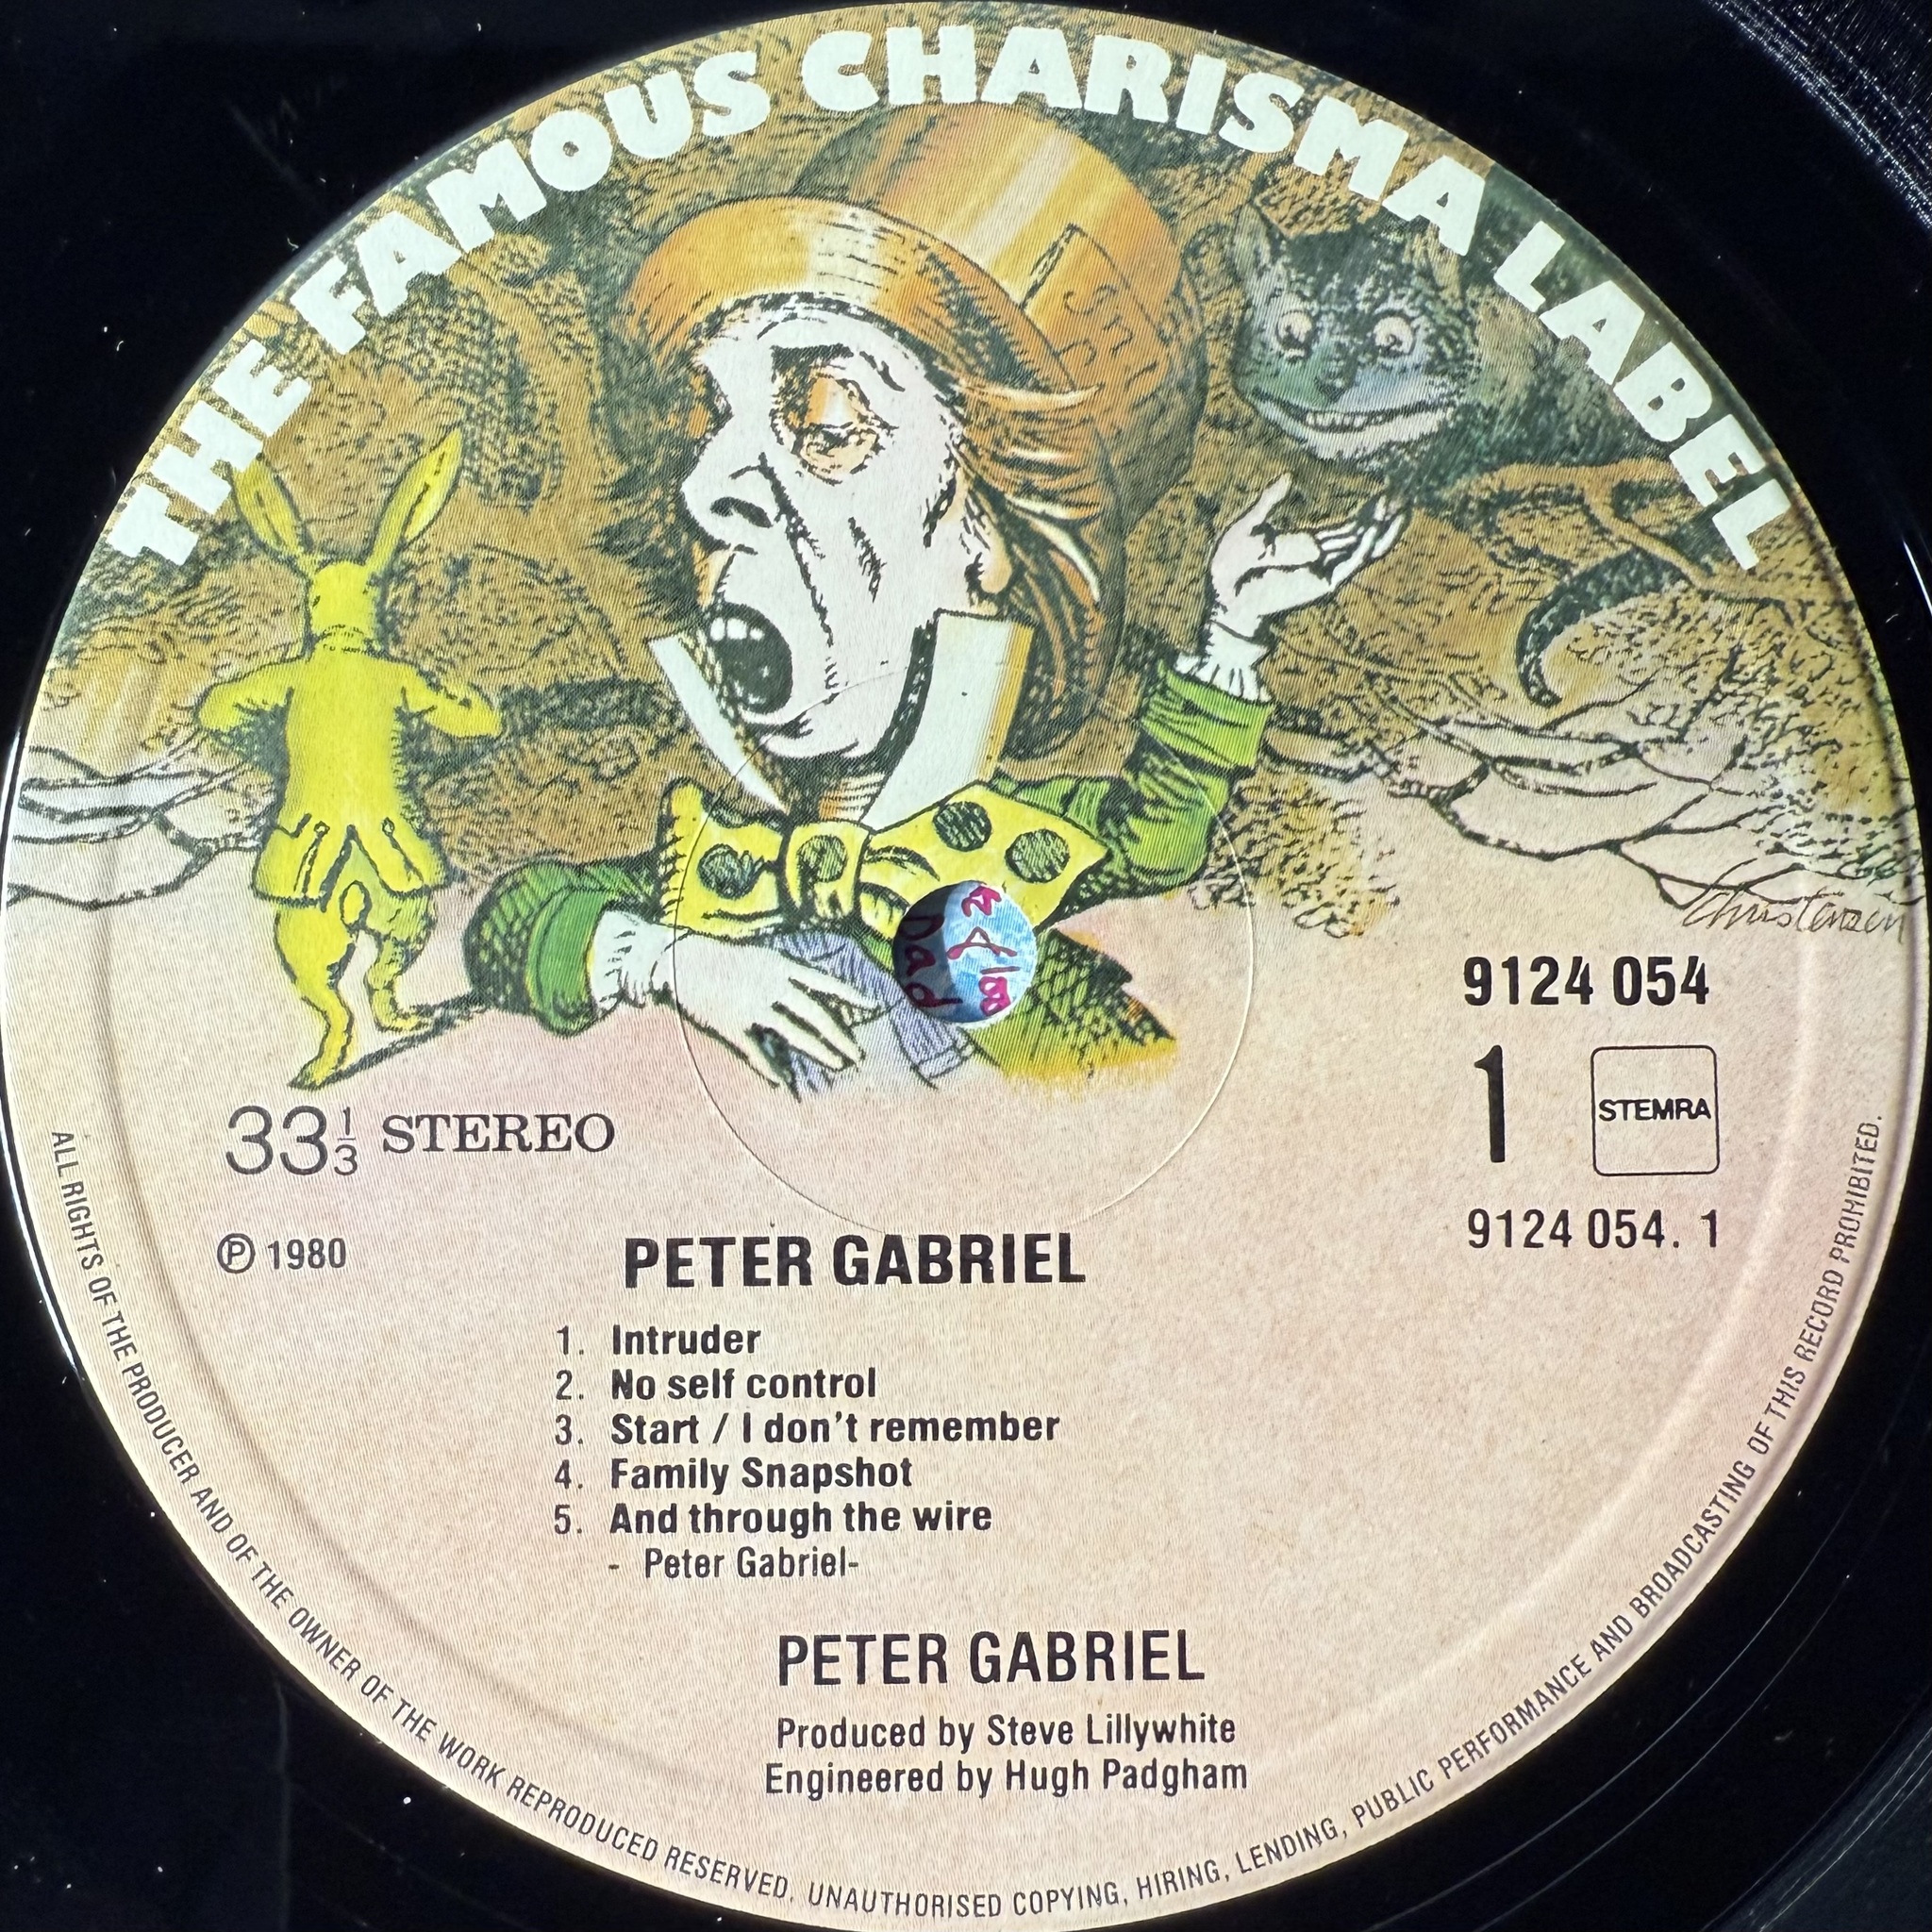 THE FAMOUS CHARISMA LABEL
Christensen
9124 054
1
STEMRA
33 1/3 STEREO
9124 054. 1
Ⓟ 1980
PETER GABRIEL
1. Intruder
2. No self control
3. Start / I don't remember
4. Family Snapshot
5. And through the wire
- Peter Gabriel-
PETER GABRIEL
Produced by Steve Lillywhite
Engineered by Hugh Padgham
ALL RIGHTS OF THE PRODUCER AND OF THE OWNER OF THE WORK REPRODUCED RESERVED. UNAUTHORISED COPYING, HIRING, LENDING, PUBLIC PERFORMANCE AND BROADCASTING OF THIS RECORD PROHIBITED.
Dad